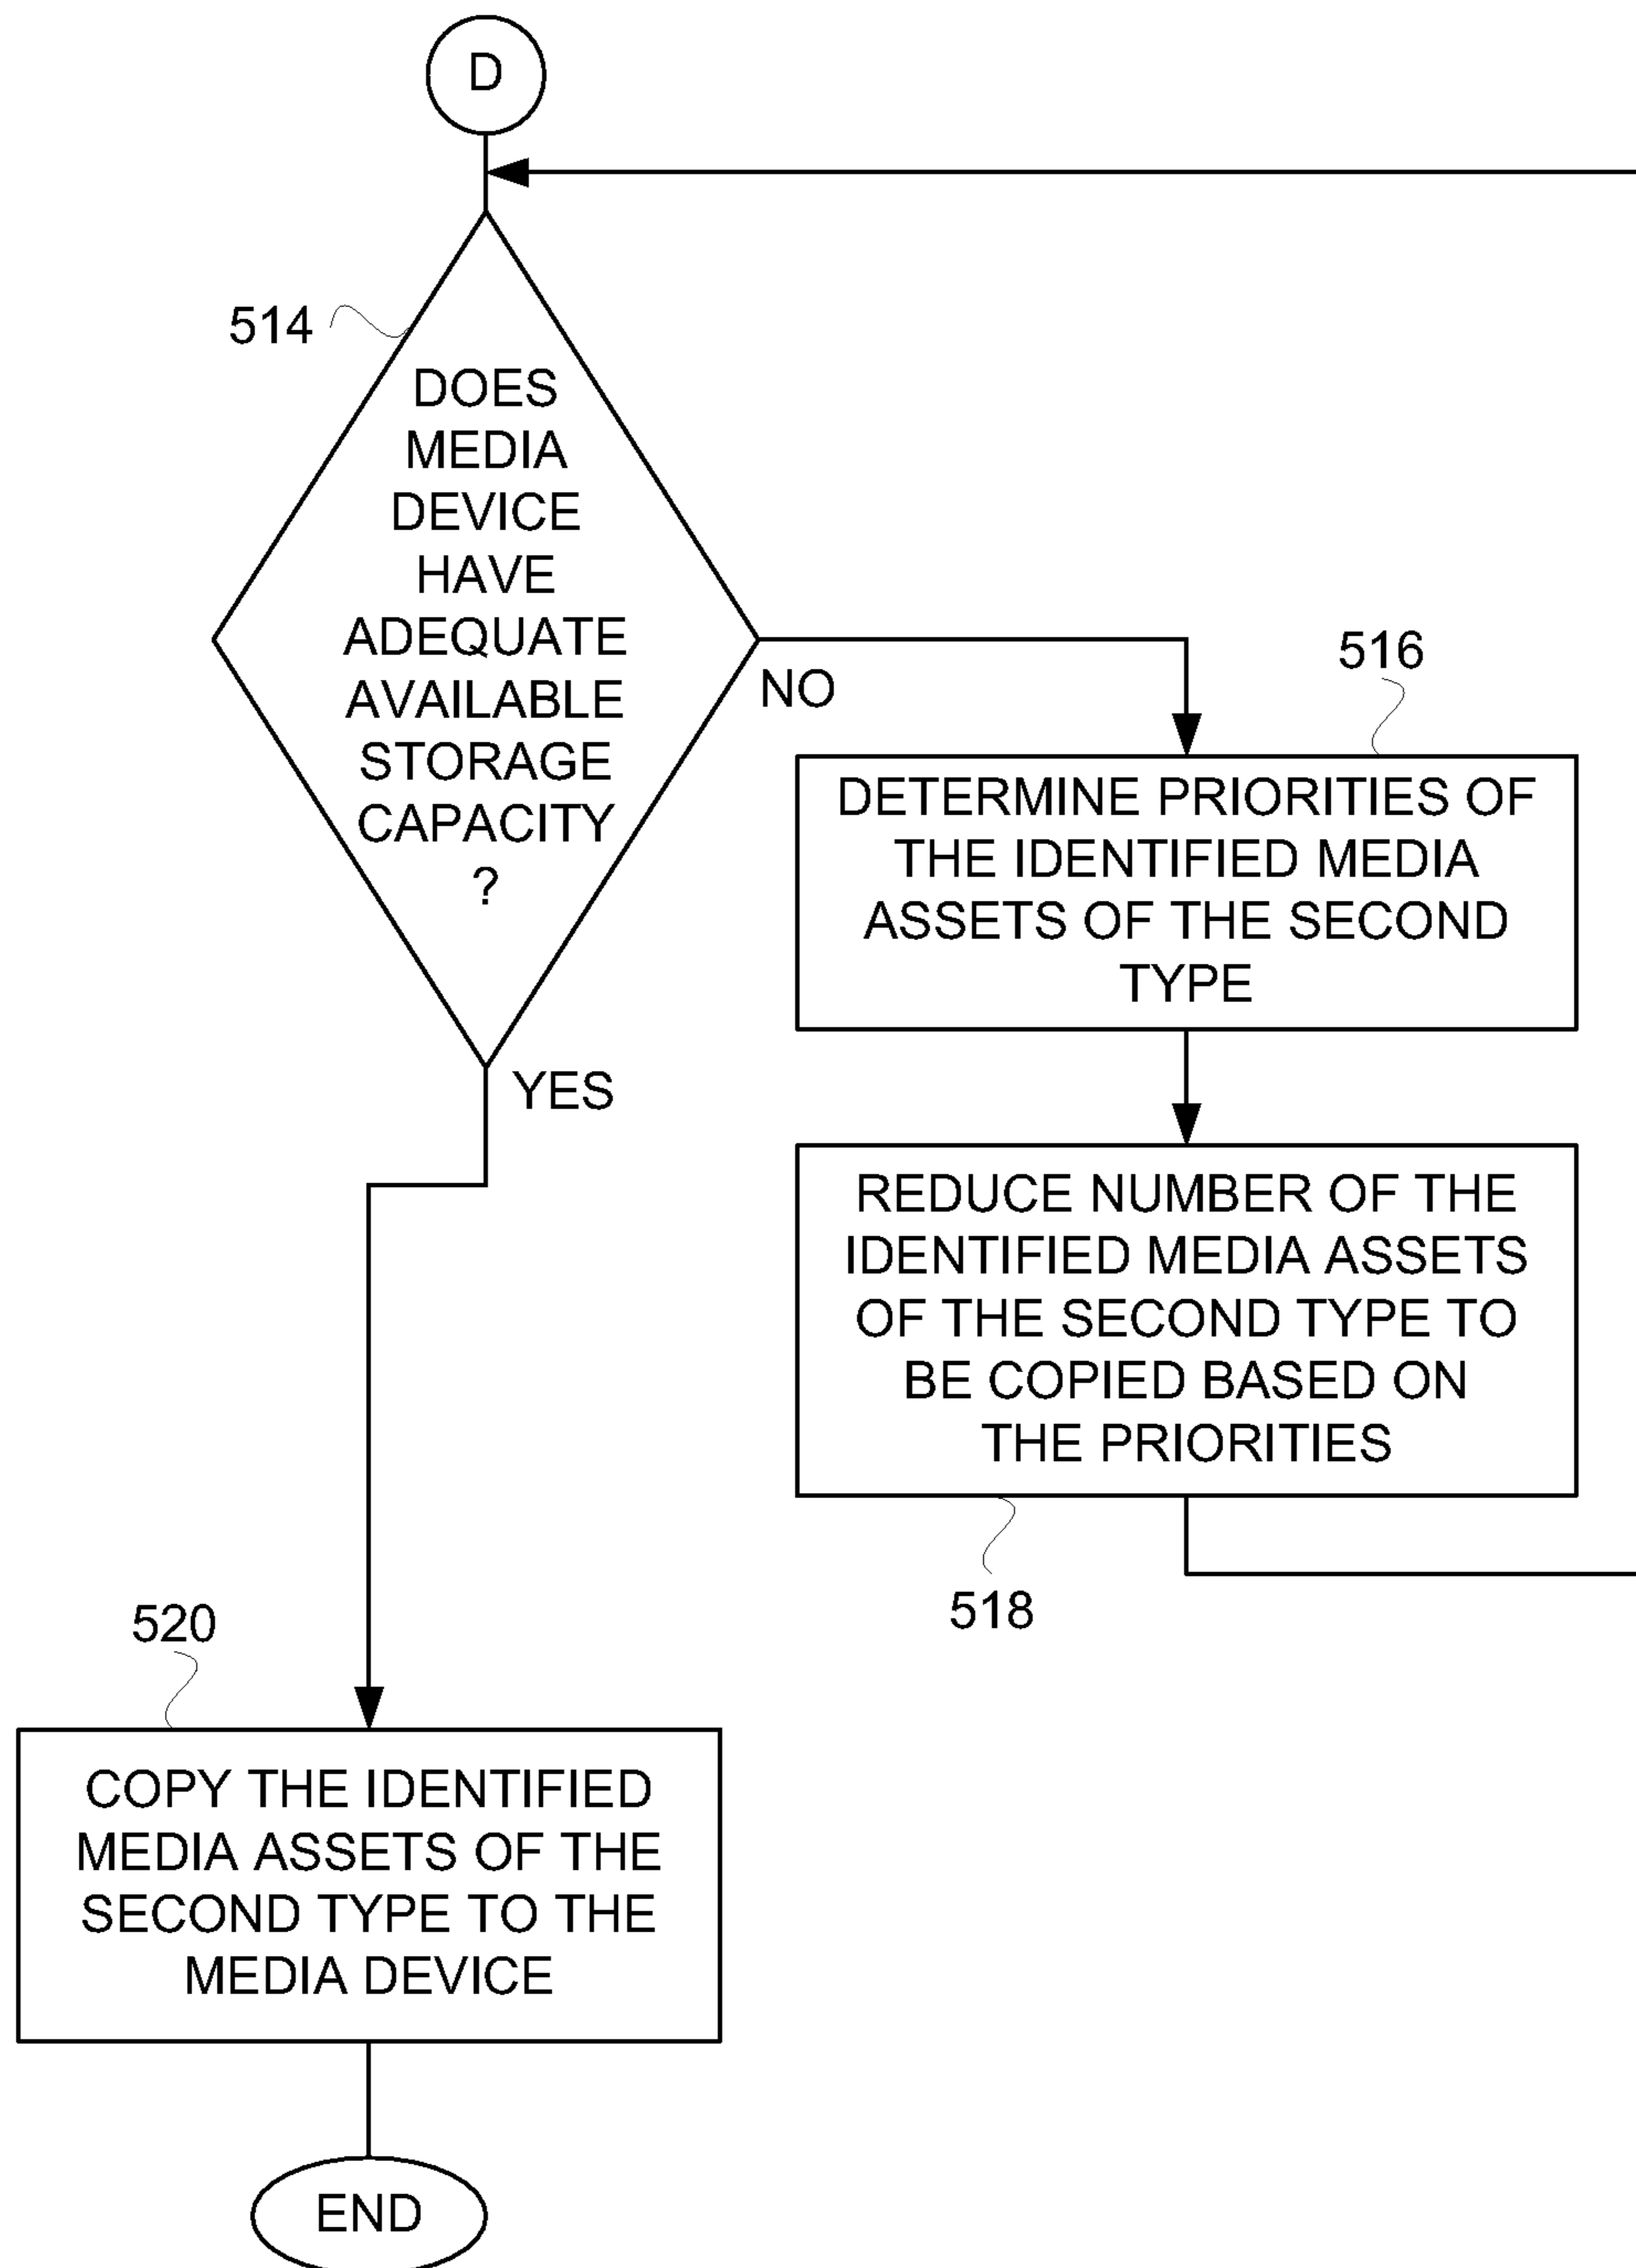 D
514
DOES
MEDIA
DEVICE
HAVE
ADEQUATE
AVAILABLE
STORAGE
CAPACITY
?
NO
YES
516
DETERMINE PRIORITIES OF
THE IDENTIFIED MEDIA
ASSETS OF THE SECOND
TYPE
REDUCE NUMBER OF THE
IDENTIFIED MEDIA ASSETS
OF THE SECOND TYPE TO
BE COPIED BASED ON
THE PRIORITIES
518
520
COPY THE IDENTIFIED
MEDIA ASSETS OF THE
SECOND TYPE TO THE
MEDIA DEVICE
END